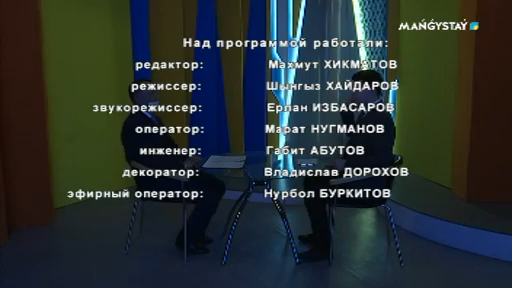 MAŃǴYSTAÝ
Над программой работали:
редактор: Махмут ХИКМАТОВ
режиссер: Шынгыз ХАЙДАРОВ
звукорежиссер: Ерлан ИЗБАСАРОВ
оператор: Марат НУГМАНОВ
инженер: Габит АБУТОВ
декоратор: Владислав ДОРОХОВ
эфирный оператор: Нурбол БУРКИТОВ